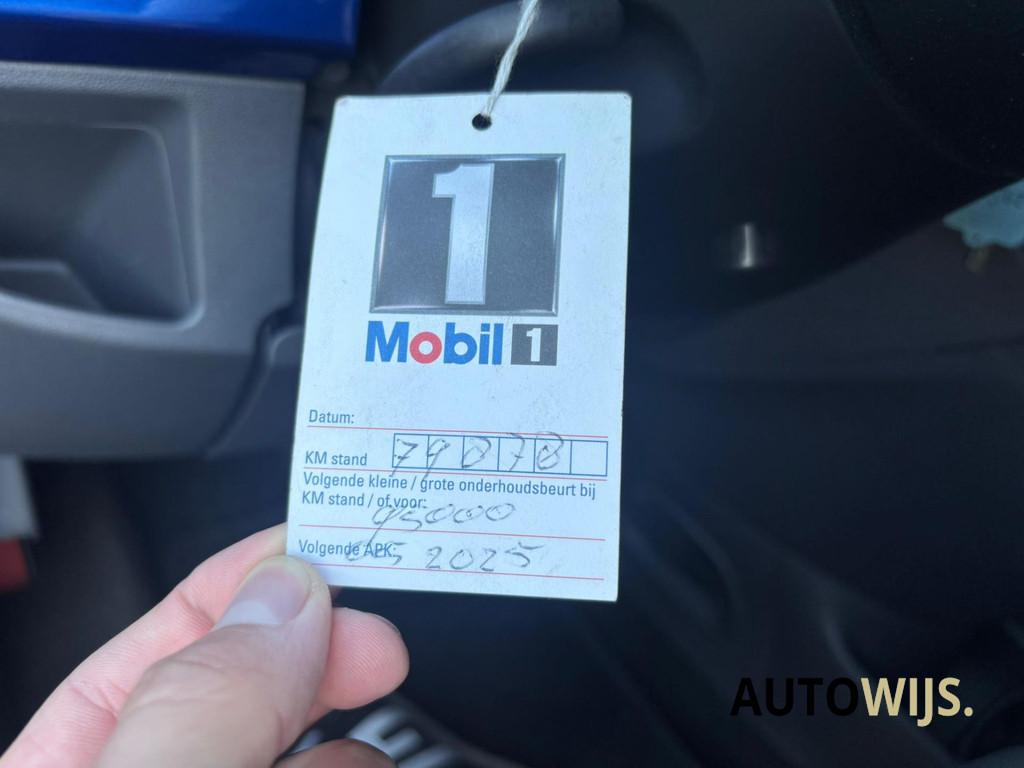 1
Mobil 1
Datum:
KM stand 79078
Volgende kleine / grote onderhoudsbeurt bij
KM stand / of voor: 95000
Volgende APK: 05 2025
AUTOWIJS.